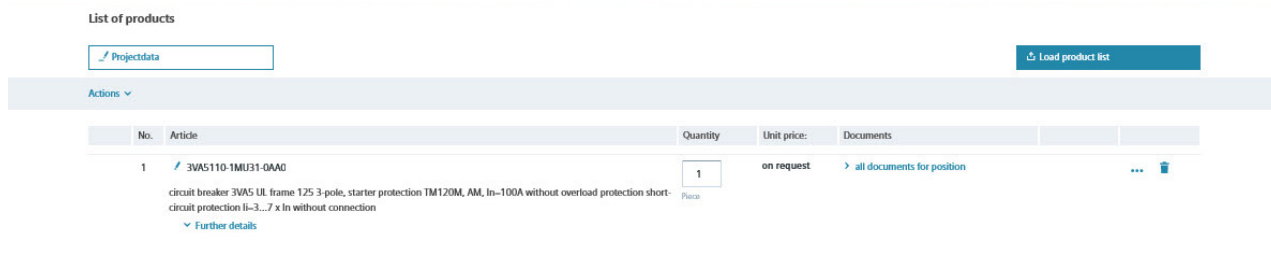 List of products
Projectdata
Load product list
Actions
No. Article Quantity Unit price: Documents
1 3VA5110-1MU31-0AA0 1 on request all documents for position ...
circuit breaker 3VA5 UL frame 125 3-pole, starter protection TM120M, AM, In=100A without overload protection short-
circuit protection Ii=3...7 x In without connection
Piece
Further details